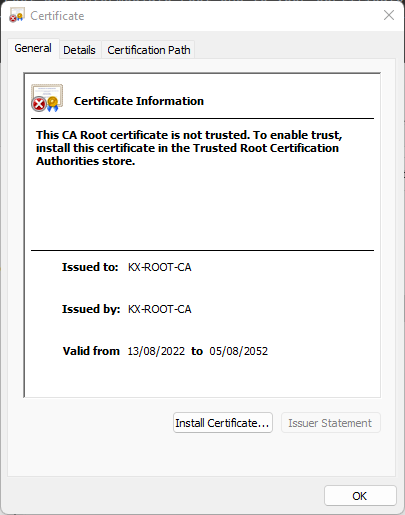 Certificate
General Details Certification Path
Certificate Information
This CA Root certificate is not trusted. To enable trust,
install this certificate in the Trusted Root Certification
Authorities store.
Issued to: KX-ROOT-CA
Issued by: KX-ROOT-CA
Valid from 13/08/2022 to 05/08/2052
Install Certificate... Issuer Statement
OK